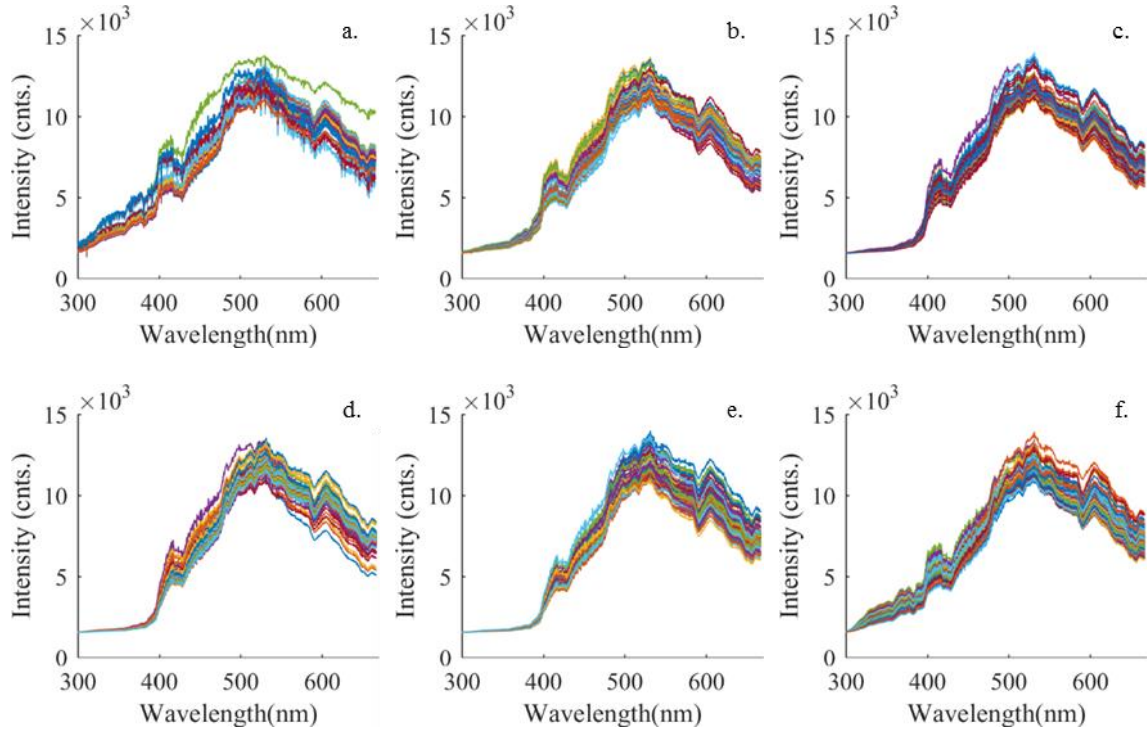 ×10³ a.
15
10
5
0
Intensity (cnts.)
300 400 500 600
Wavelength(nm)
×10³ b.
15
10
5
0
Intensity (cnts.)
300 400 500 600
Wavelength(nm)
×10³ c.
15
10
5
0
Intensity (cnts.)
300 400 500 600
Wavelength(nm)
×10³ d.
15
10
5
0
Intensity (cnts.)
300 400 500 600
Wavelength(nm)
×10³ e.
15
10
5
0
Intensity (cnts.)
300 400 500 600
Wavelength(nm)
×10³ f.
15
10
5
0
Intensity (cnts.)
300 400 500 600
Wavelength(nm)